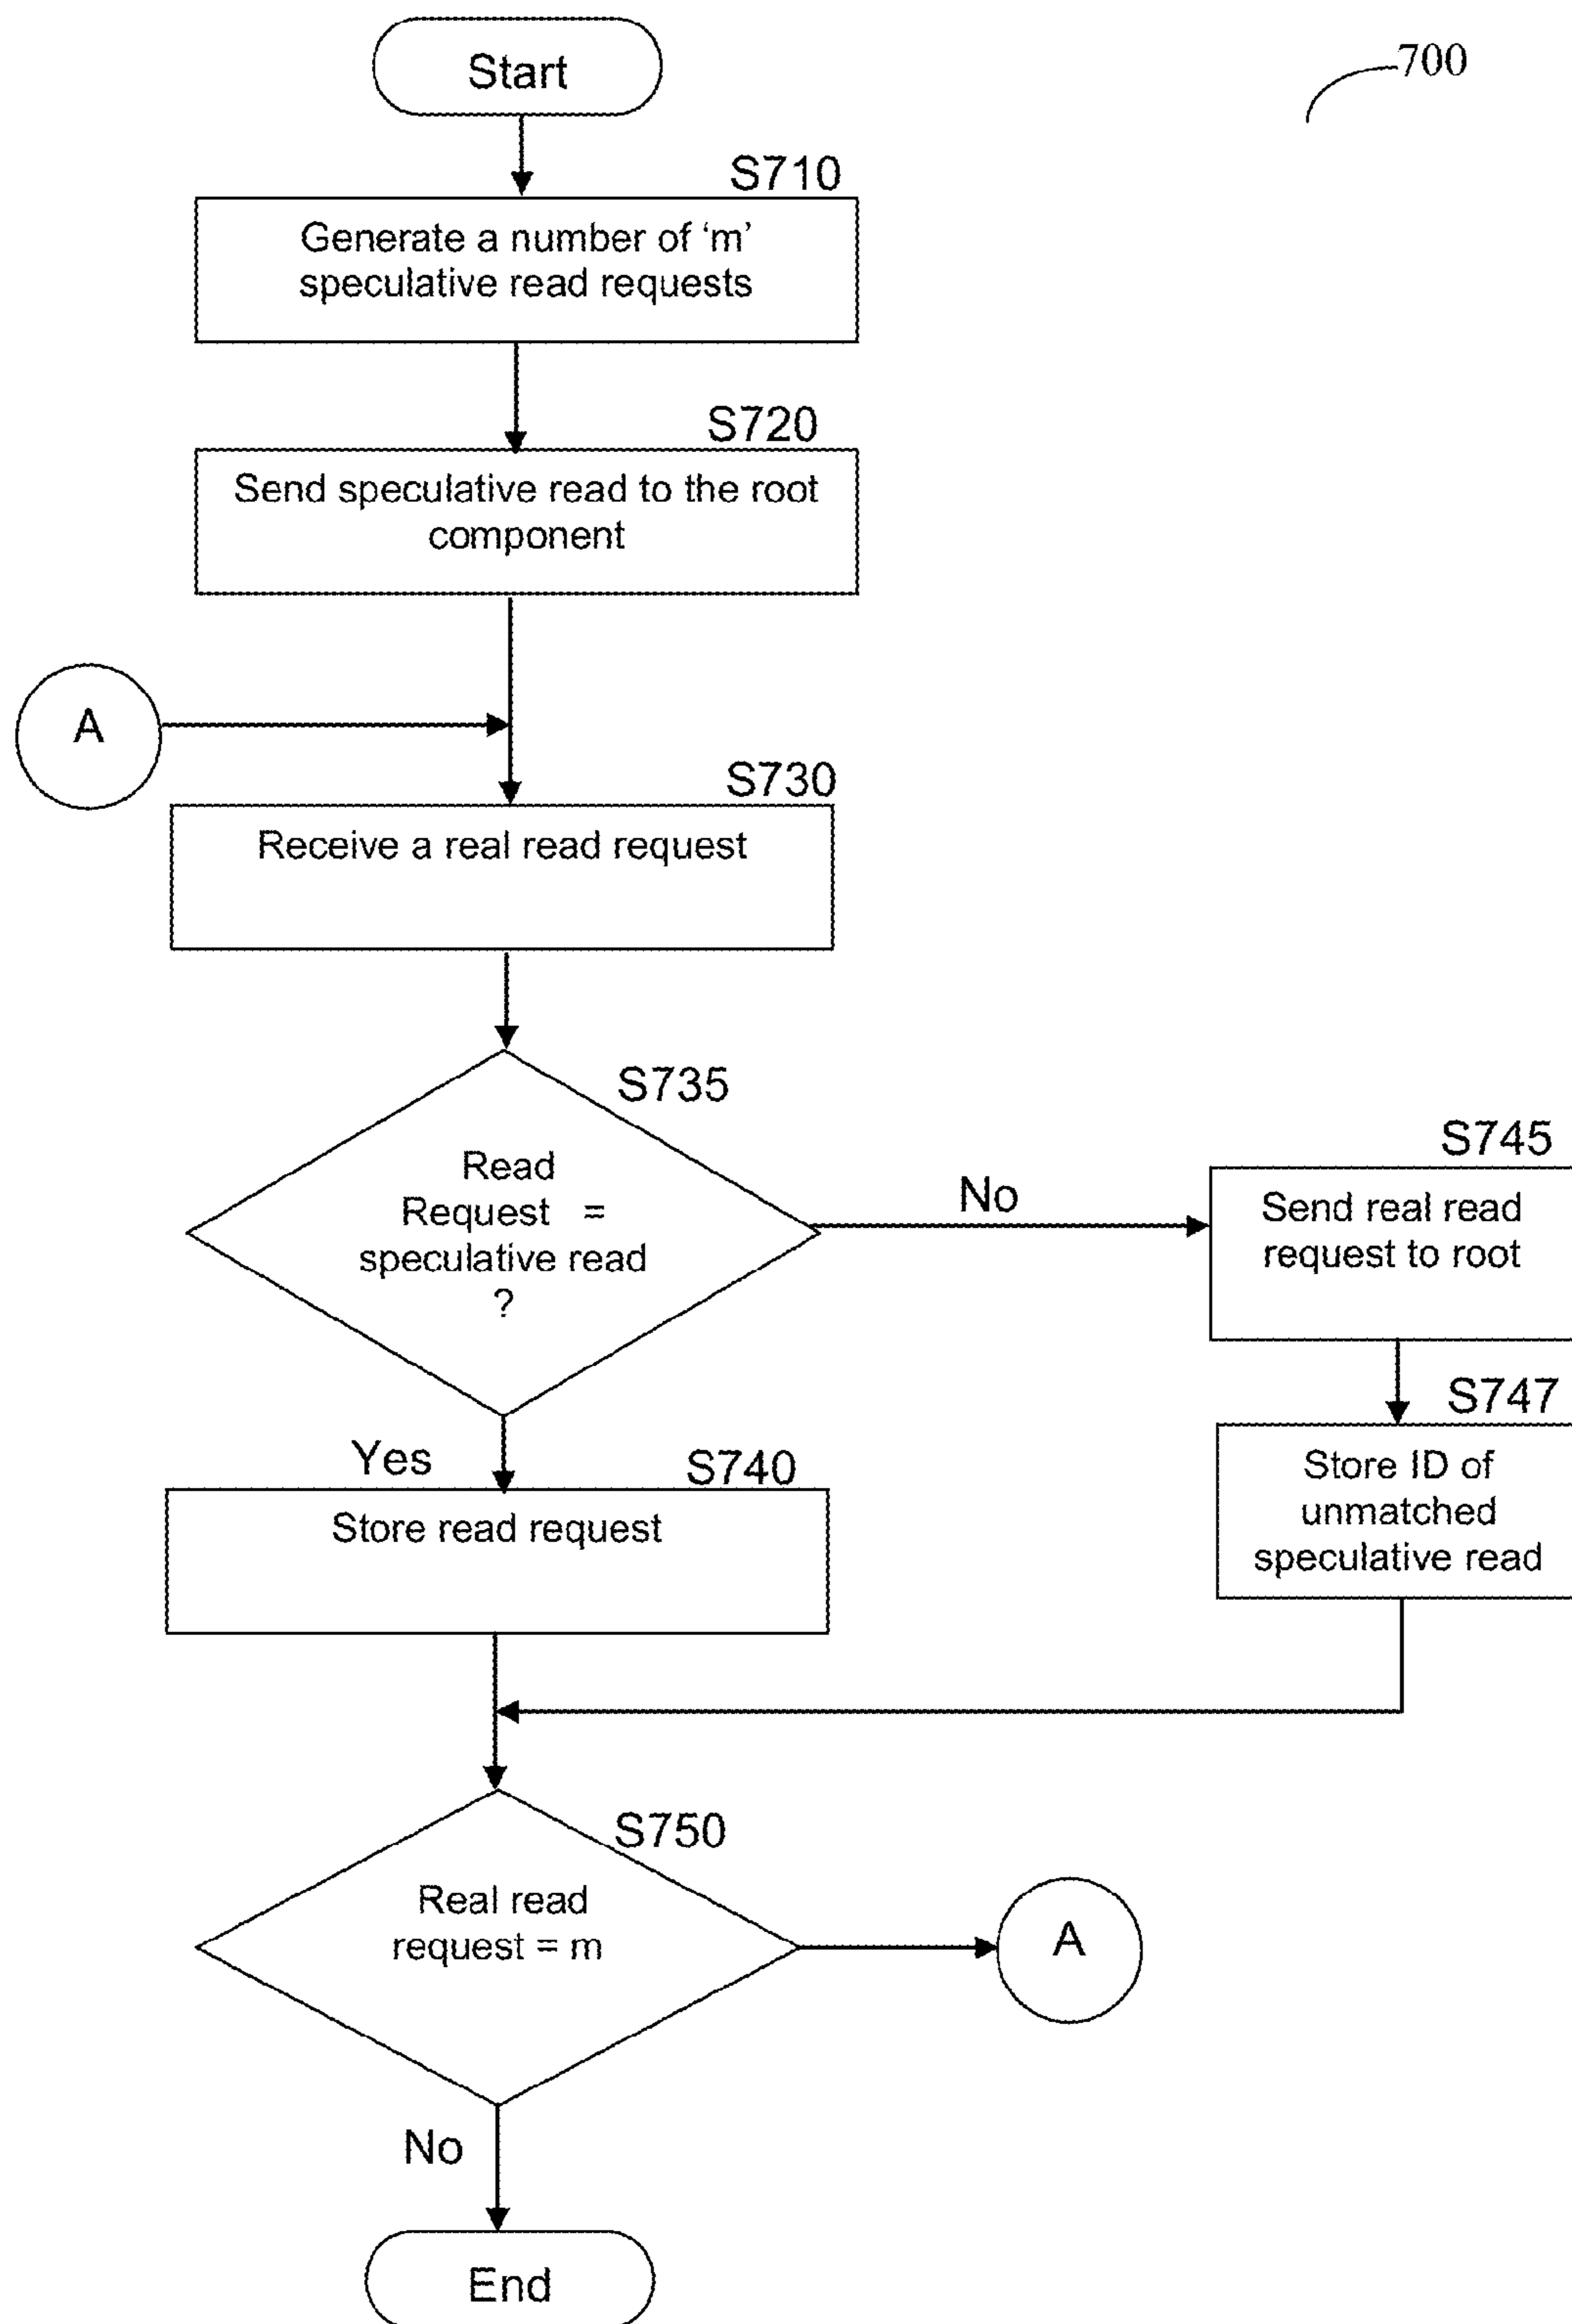 Start
700
S710
Generate a number of ‘m’
speculative read requests
S720
Send speculative read to the root
component
A
S730
Receive a real read request
S735
Read
Request =
speculative read
?
No
S745
Send real read
request to root
S747
Store ID of
unmatched
speculative read
Yes
S740
Store read request
S750
Real read
request = m
A
No
End